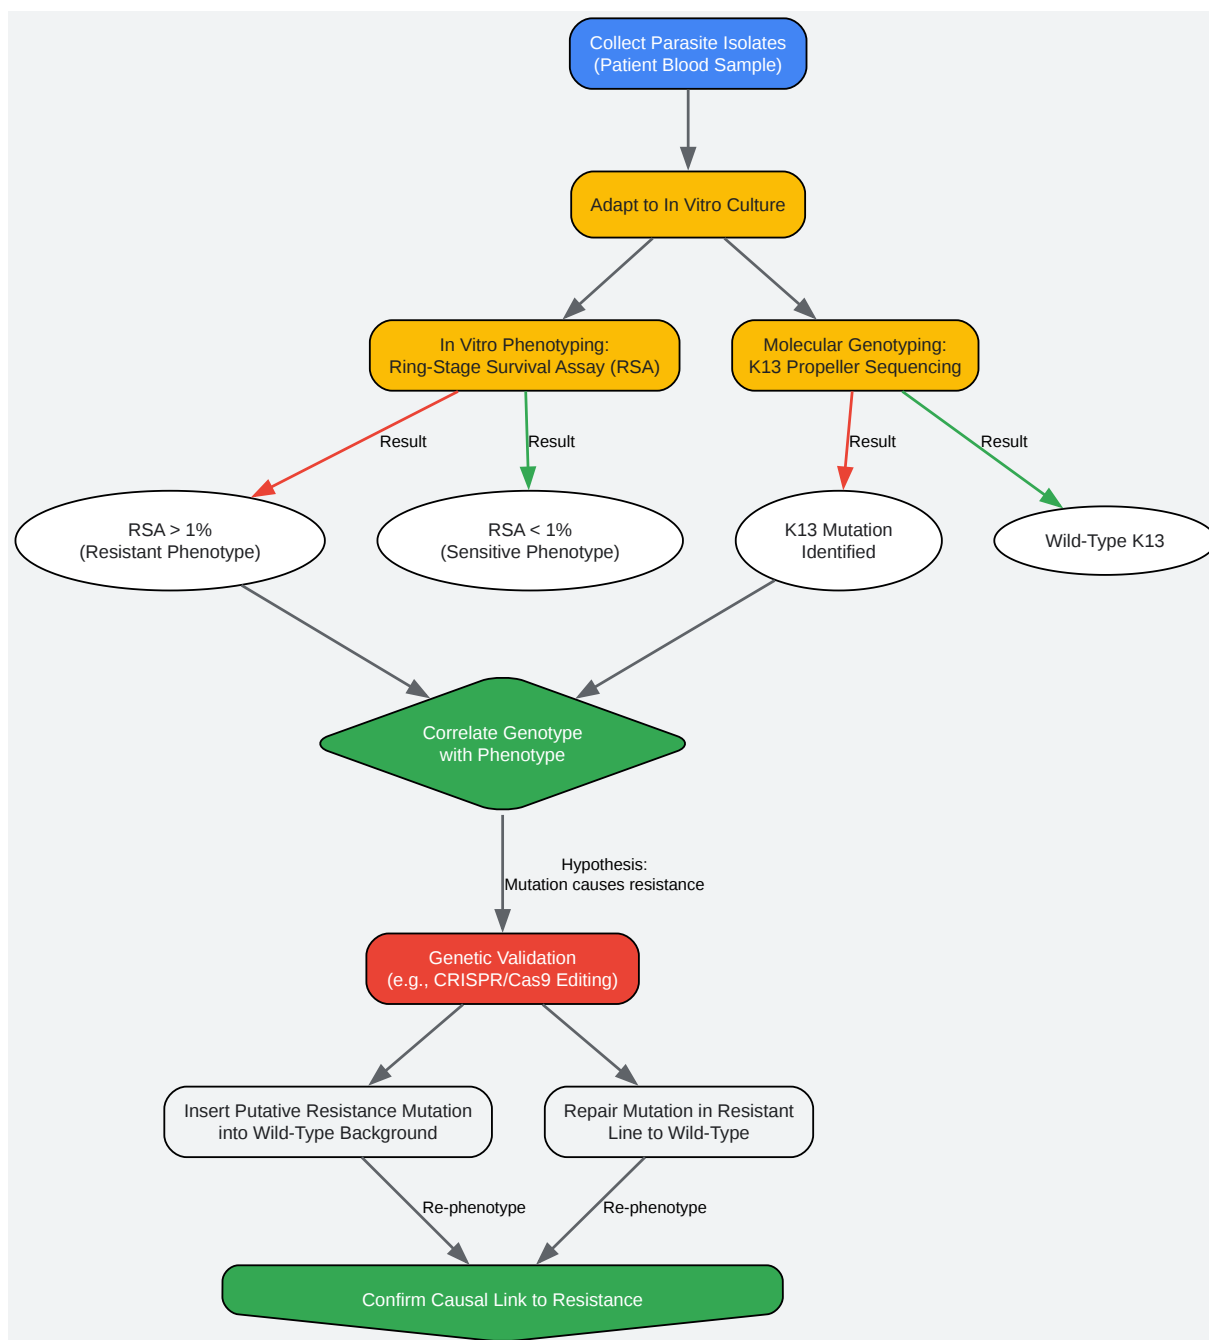 Collect Parasite Isolates
(Patient Blood Sample)
Adapt to In Vitro Culture
In Vitro Phenotyping:
Ring-Stage Survival Assay (RSA)
Molecular Genotyping:
K13 Propeller Sequencing
Result
Result
Result
Result
RSA > 1%
(Resistant Phenotype)
RSA < 1%
(Sensitive Phenotype)
K13 Mutation
Identified
Wild-Type K13
Correlate Genotype
with Phenotype
Hypothesis:
Mutation causes resistance
Genetic Validation
(e.g., CRISPR/Cas9 Editing)
Insert Putative Resistance Mutation
into Wild-Type Background
Repair Mutation in Resistant
Line to Wild-Type
Re-phenotype
Re-phenotype
Confirm Causal Link to Resistance